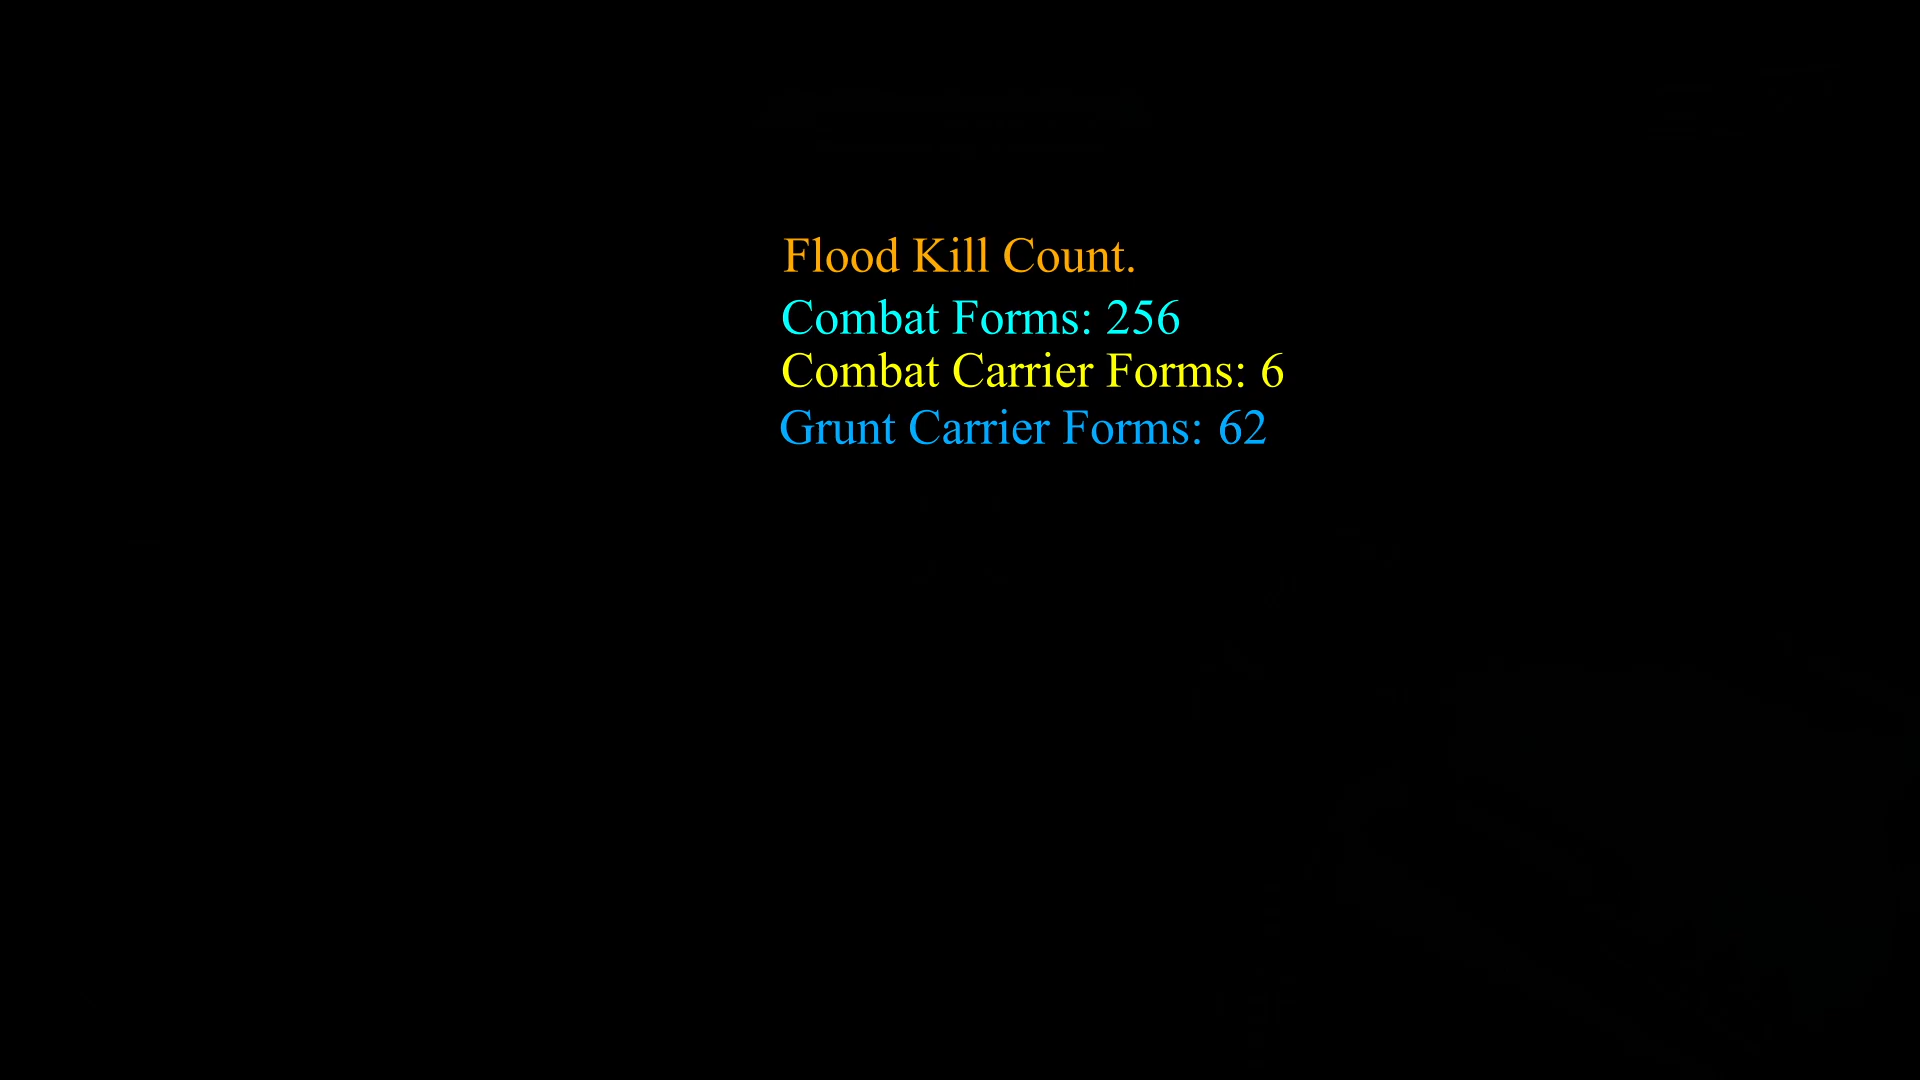 Flood Kill Count.
Combat Forms: 256
Combat Carrier Forms: 6
Grunt Carrier Forms: 62